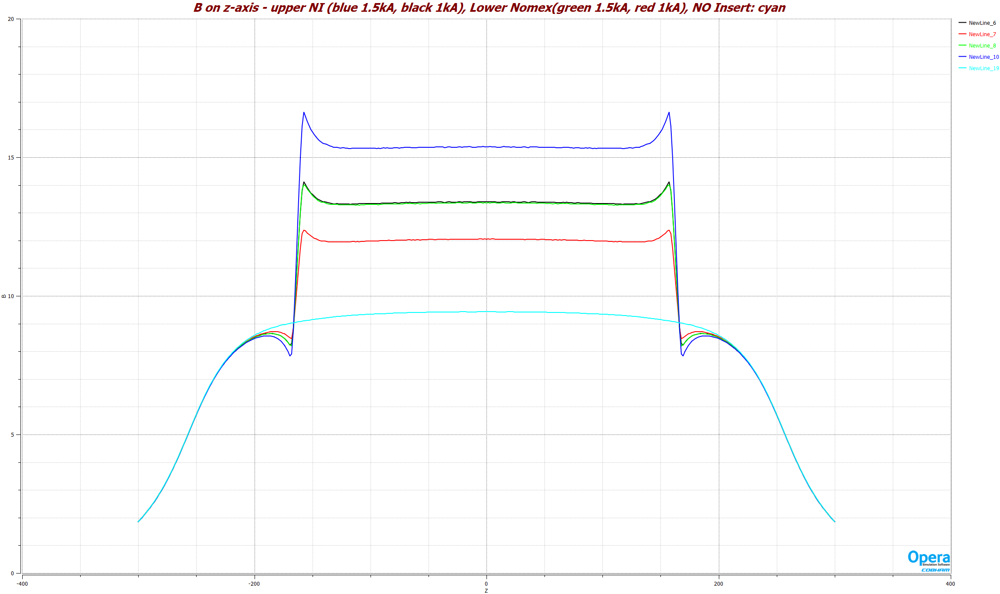 B on z-axis - upper NI (blue 1.5kA, black 1kA), Lower Nomex(green 1.5kA, red 1kA), NO Insert: cyan
20
NewLine_6
NewLine_7
NewLine_8
NewLine_10
NewLine_19
15
B 10
5
Opera
Simulation Software
COBHAM
0
-400 -200 0 200 400
Z